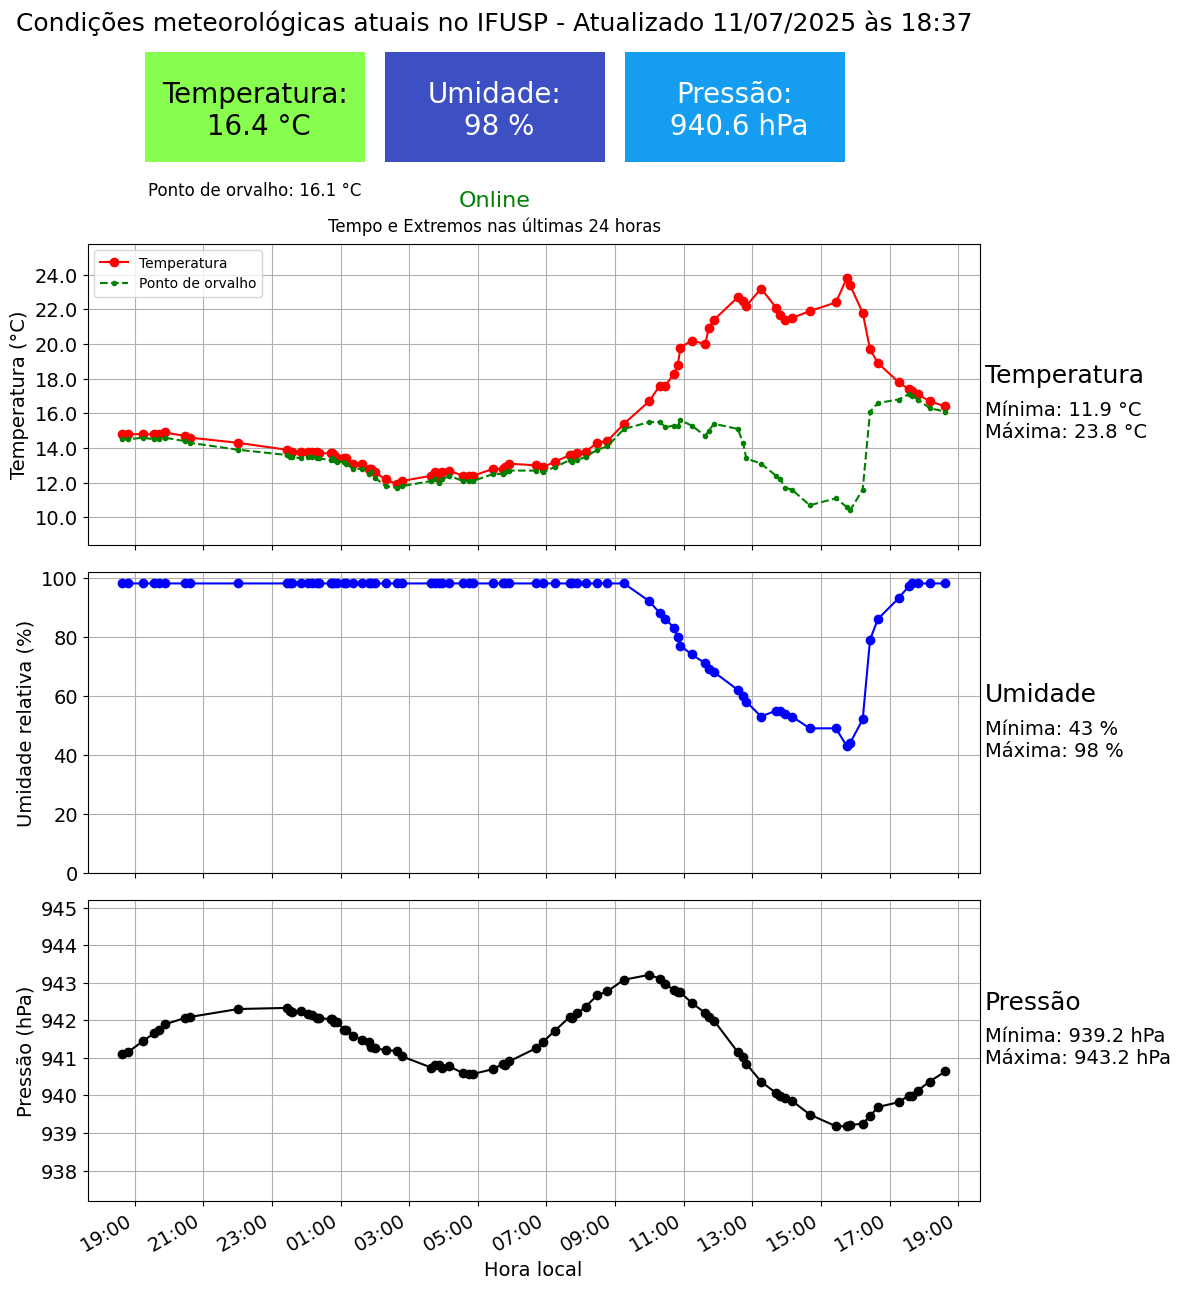 Condições meteorológicas atuais no IFUSP - Atualizado 11/07/2025 às 18:37
Temperatura:
16.4 °C
Umidade:
98 %
Pressão:
940.6 hPa
Ponto de orvalho: 16.1 °C
Online
Tempo e Extremos nas últimas 24 horas
Temperatura
Ponto de orvalho
Temperatura (°C)
24.0
22.0
20.0
18.0
16.0
14.0
12.0
10.0
Temperatura
Mínima: 11.9 °C
Máxima: 23.8 °C
Umidade relativa (%)
100
80
60
40
20
0
Umidade
Mínima: 43 %
Máxima: 98 %
Pressão (hPa)
945
944
943
942
941
940
939
938
Pressão
Mínima: 939.2 hPa
Máxima: 943.2 hPa
19:00 21:00 23:00 01:00 03:00 05:00 07:00 09:00 11:00 13:00 15:00 17:00 19:00
Hora local